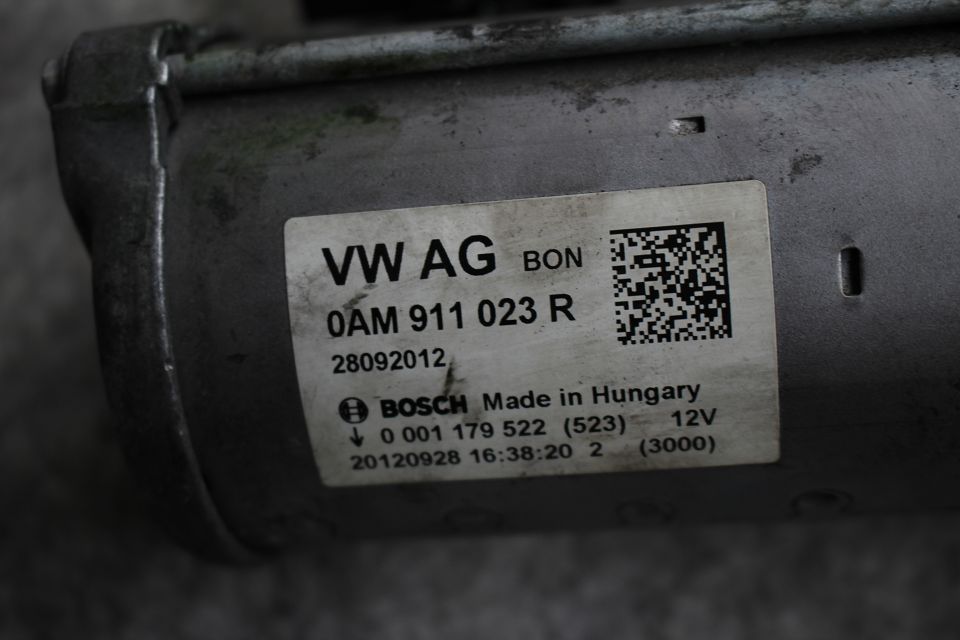 VW AG BON
0AM 911 023 R
28092012
BOSCH Made in Hungary
0 001 179 522 (523) 12V
20120928 16:38:20 2 (3000)